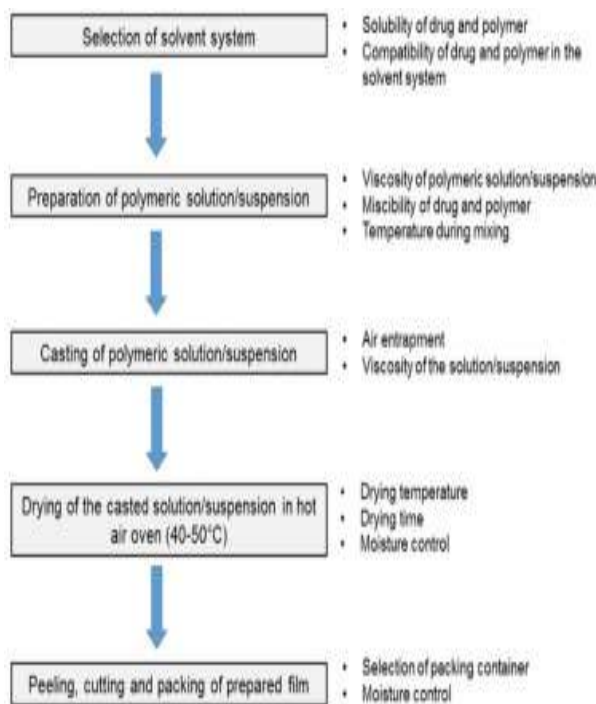 Selection of solvent system
• Solubility of drug and polymer
• Compatibility of drug and polymer in the
solvent system
Preparation of polymeric solution/suspension
• Viscosity of polymeric solution/suspension
• Miscibility of drug and polymer
• Temperature during mixing
Casting of polymeric solution/suspension
• Air entrapment
• Viscosity of the solution/suspension
Drying of the casted solution/suspension in hot
air oven (40-50°C)
• Drying temperature
• Drying time
• Moisture control
Peeling, cutting and packing of prepared film
• Selection of packing container
• Moisture control